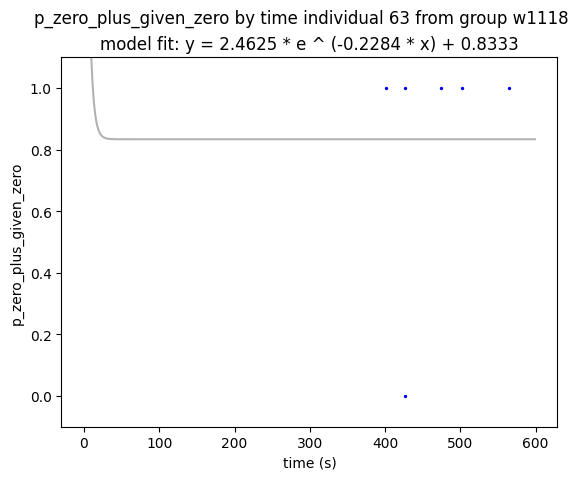 p_zero_plus_given_zero by time individual 63 from group w1118
model fit: y = 2.4625 * e ^ (-0.2284 * x) + 0.8333
1.0
0.8
0.6
0.4
0.2
0.0
p_zero_plus_given_zero
0 100 200 300 400 500 600
time (s)